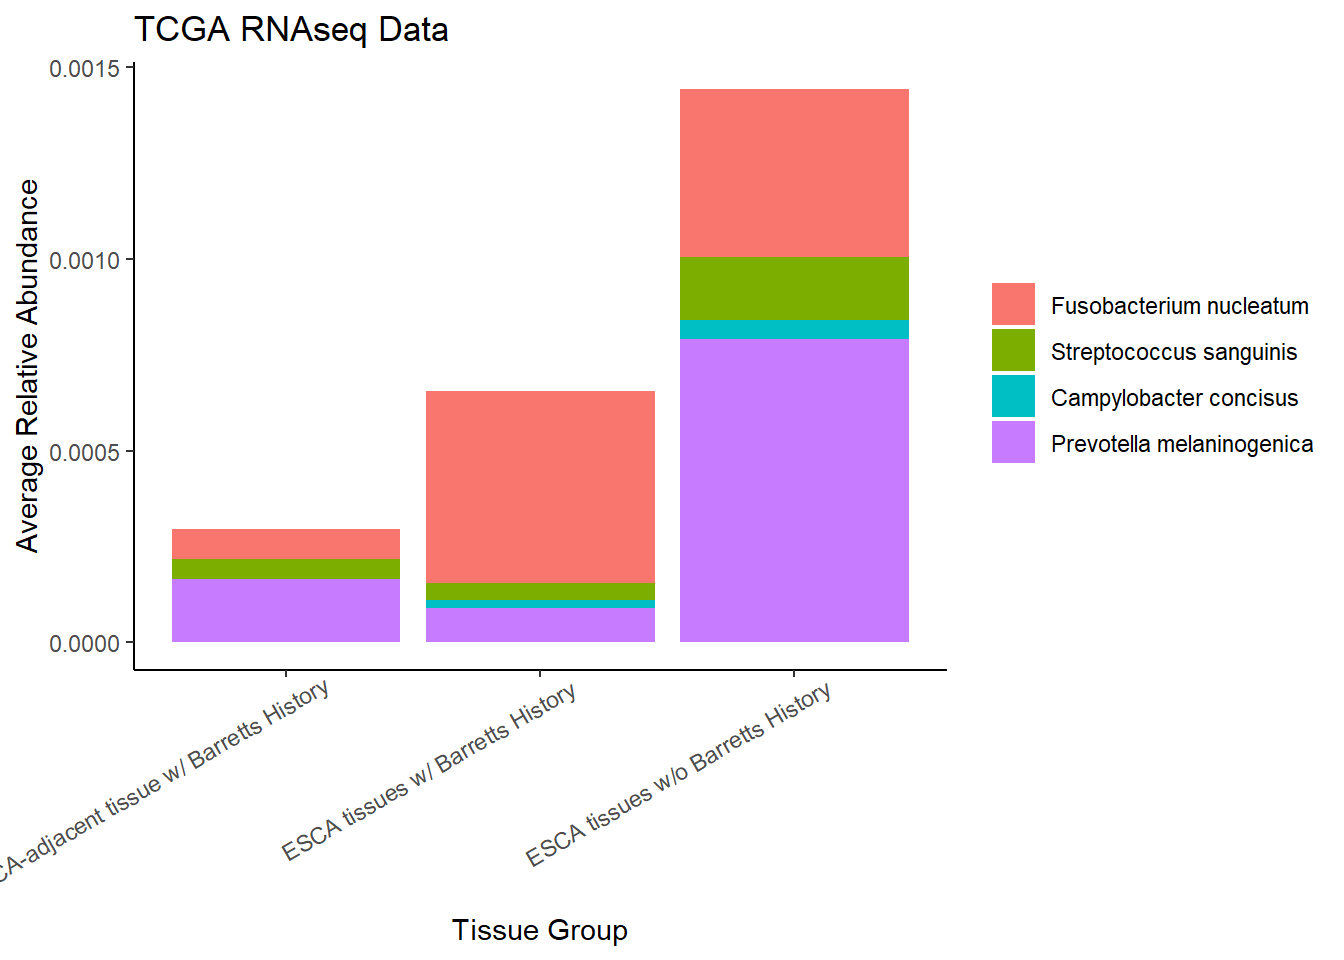 TCGA RNAseq Data
Average Relative Abundance
0.0015
0.0010
0.0005
0.0000
Fusobacterium nucleatum
Streptococcus sanguinis
Campylobacter concisus
Prevotella melaninogenica
CA-adjacent tissue w/ Barretts History
ESCA tissues w/ Barretts History
ESCA tissues w/o Barretts History
Tissue Group